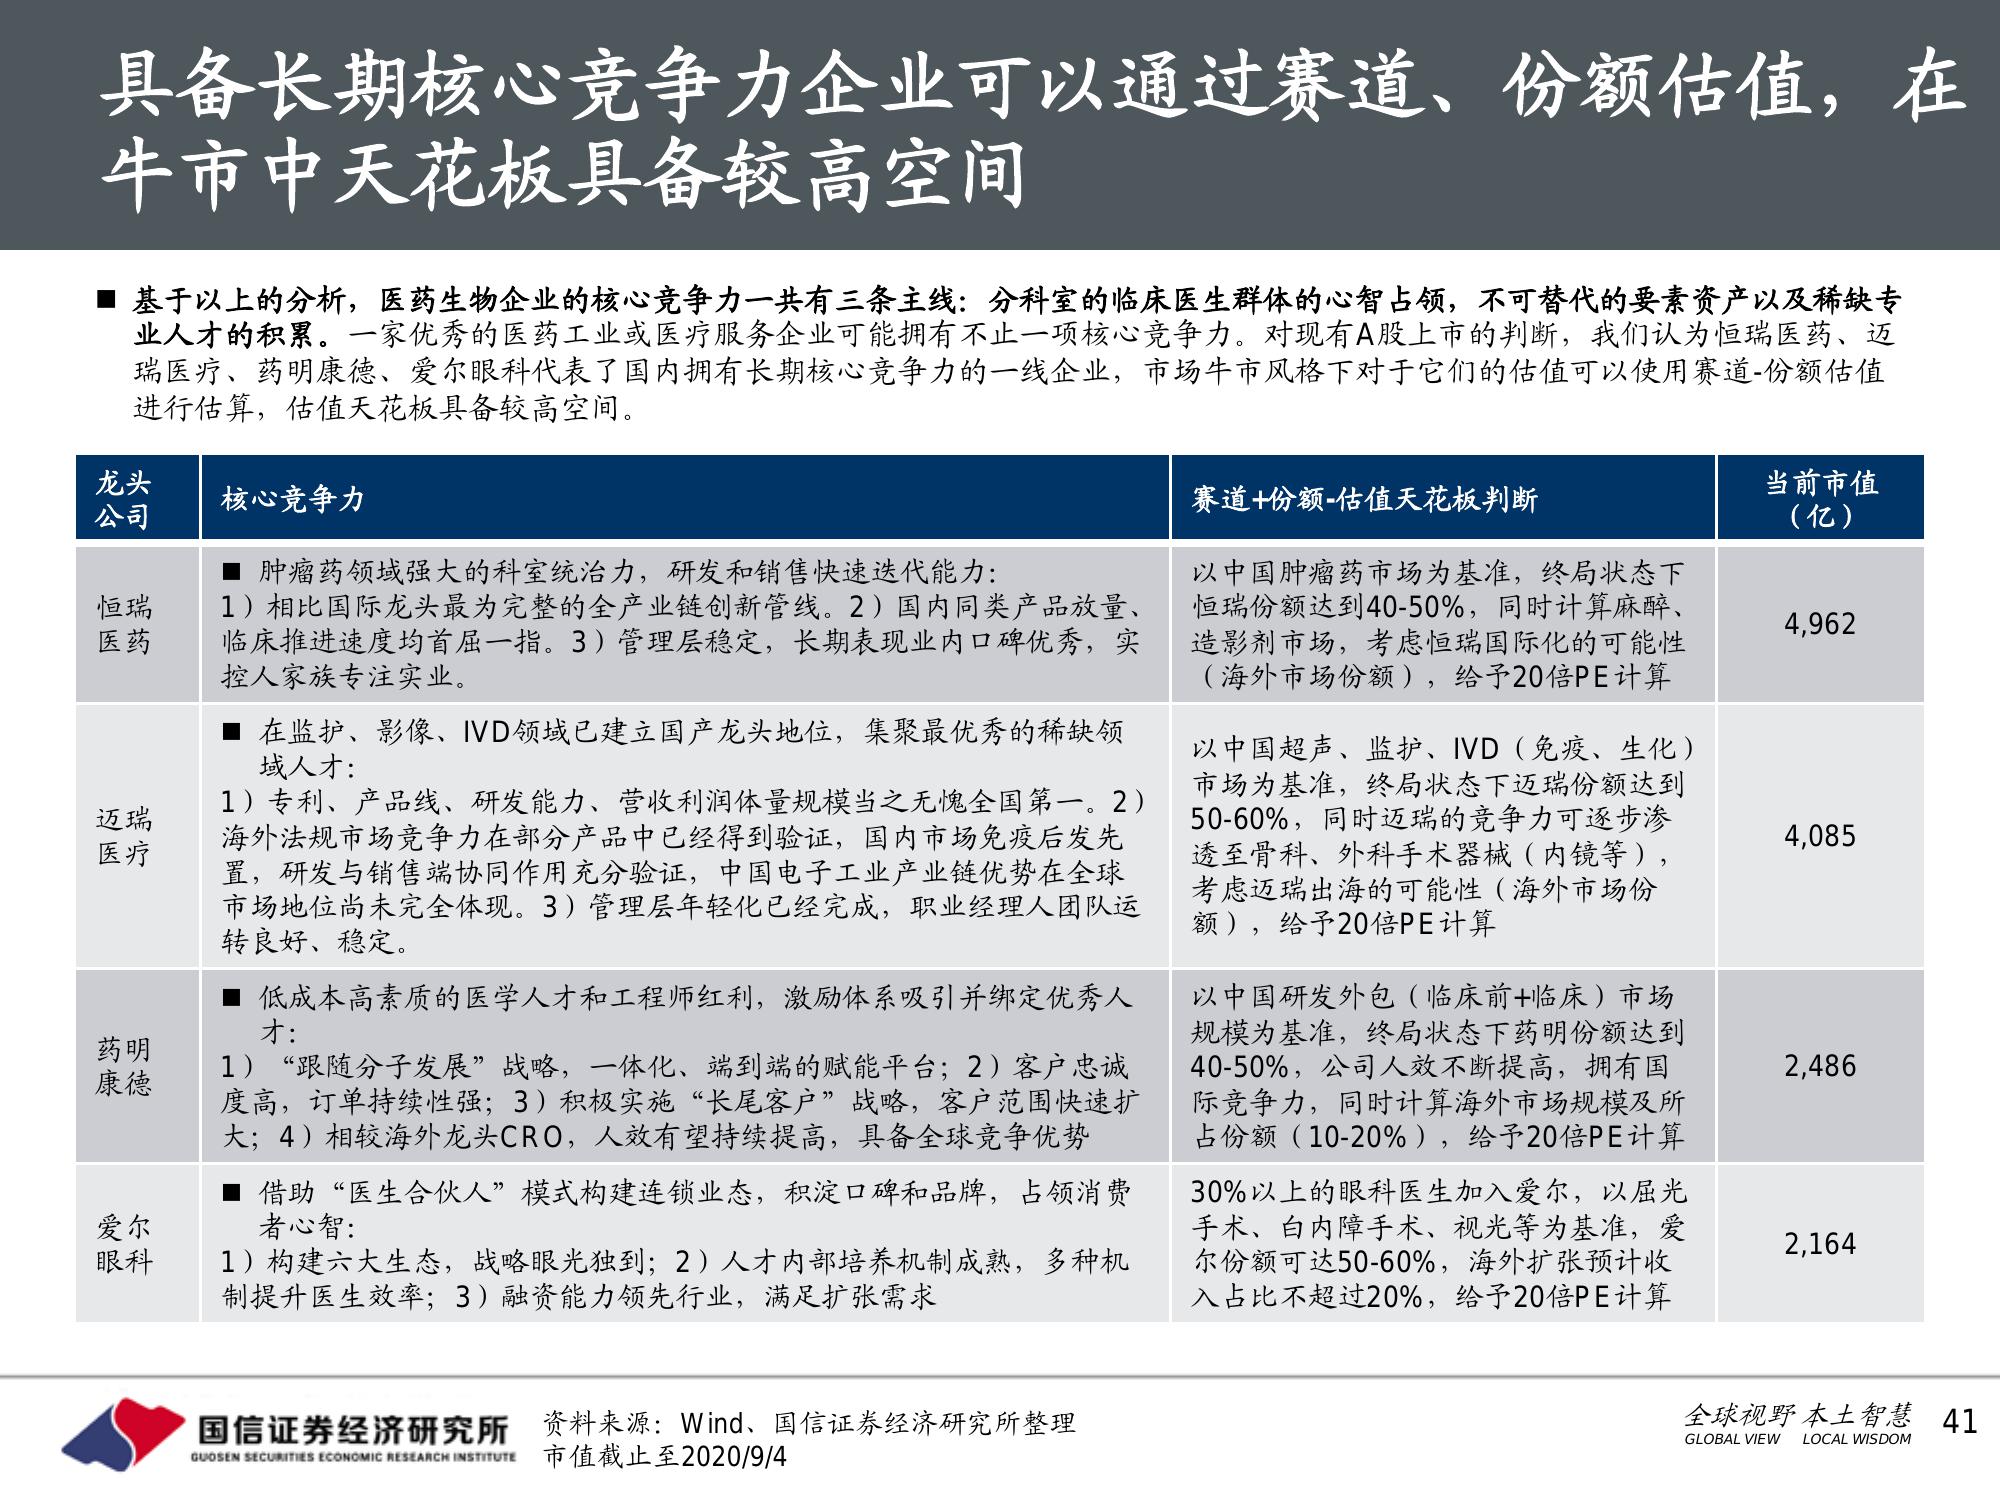 具备长期核心竞争力企业可以通过赛道、份额估值，在
牛市中天花板具备较高空间
■ 基于以上的分析，医药生物企业的核心竞争力一共有三条主线：分科室的临床医生群体的心智占领，不可替代的要素资产以及稀缺专
业人才的积累。一家优秀的医药工业或医疗服务企业可能拥有不止一项核心竞争力。对现有A股上市的判断，我们认为恒瑞医药、迈
瑞医疗、药明康德、爱尔眼科代表了国内拥有长期核心竞争力的一线企业，市场牛市风格下对于它们的估值可以使用赛道-份额估值
进行估算，估值天花板具备较高空间。
龙头
公司
核心竞争力
赛道+份额-估值天花板判断
当前市值
（亿）
恒瑞
医药
■ 肿瘤药领域强大的科室统治力，研发和销售快速迭代能力：
1）相比国际龙头最为完整的全产业链创新管线。2）国内同类产品放量、
临床推进速度均首屈一指。3）管理层稳定，长期表现业内口碑优秀，实
控人家族专注实业。
以中国肿瘤药市场为基准，终局状态下
恒瑞份额达到40-50%，同时计算麻醉、
造影剂市场，考虑恒瑞国际化的可能性
（海外市场份额），给予20倍PE计算
4,962
迈瑞
医疗
■ 在监护、影像、IVD领域已建立国产龙头地位，集聚最优秀的稀缺领
域人才：
1）专利、产品线、研发能力、营收利润体量规模当之无愧全国第一。2）
海外法规市场竞争力在部分产品中已经得到验证，国内市场免疫后发先
置，研发与销售端协同作用充分验证，中国电子工业产业链优势在全球
市场地位尚未完全体现。3）管理层年轻化已经完成，职业经理人团队运
转良好、稳定。
以中国超声、监护、IVD（免疫、生化）
市场为基准，终局状态下迈瑞份额达到
50-60%，同时迈瑞的竞争力可逐步渗
透至骨科、外科手术器械（内镜等），
考虑迈瑞出海的可能性（海外市场份
额），给予20倍PE计算
4,085
药明
康德
■ 低成本高素质的医学人才和工程师红利，激励体系吸引并绑定优秀人
才：
1）“跟随分子发展”战略，一体化、端到端的赋能平台；2）客户忠诚
度高，订单持续性强；3）积极实施“长尾客户”战略，客户范围快速扩
大；4）相较海外龙头CRO，人效有望持续提高，具备全球竞争优势
以中国研发外包（临床前+临床）市场
规模为基准，终局状态下药明份额达到
40-50%，公司人效不断提高，拥有国
际竞争力，同时计算海外市场规模及所
占份额（10-20%），给予20倍PE计算
2,486
爱尔
眼科
■ 借助“医生合伙人”模式构建连锁业态，积淀口碑和品牌，占领消费
者心智：
1）构建六大生态，战略眼光独到；2）人才内部培养机制成熟，多种机
制提升医生效率；3）融资能力领先行业，满足扩张需求
30%以上的眼科医生加入爱尔，以屈光
手术、白内障手术、视光等为基准，爱
尔份额可达50-60%，海外扩张预计收
入占比不超过20%，给予20倍PE计算
2,164
国信证券经济研究所
GUOSEN SECURITIES ECONOMIC RESEARCH INSTITUTE
资料来源：Wind、国信证券经济研究所整理
市值截止至2020/9/4
全球视野 本土智慧
GLOBAL VIEW LOCAL WISDOM
41